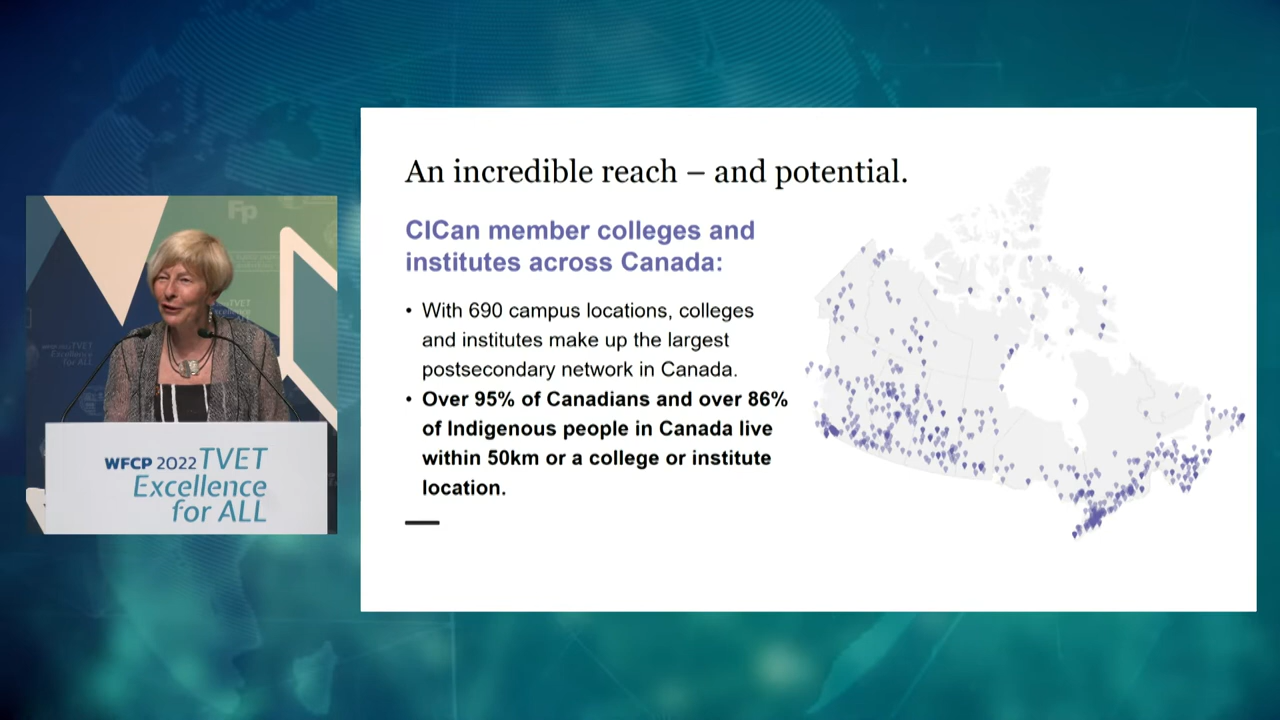 An incredible reach – and potential.
CICan member colleges and
institutes across Canada:
• With 690 campus locations, colleges
and institutes make up the largest
postsecondary network in Canada.
• Over 95% of Canadians and over 86%
of Indigenous people in Canada live
within 50km or a college or institute
location.
Fp
WFCP 2022 TVET
Excellence
for ALL